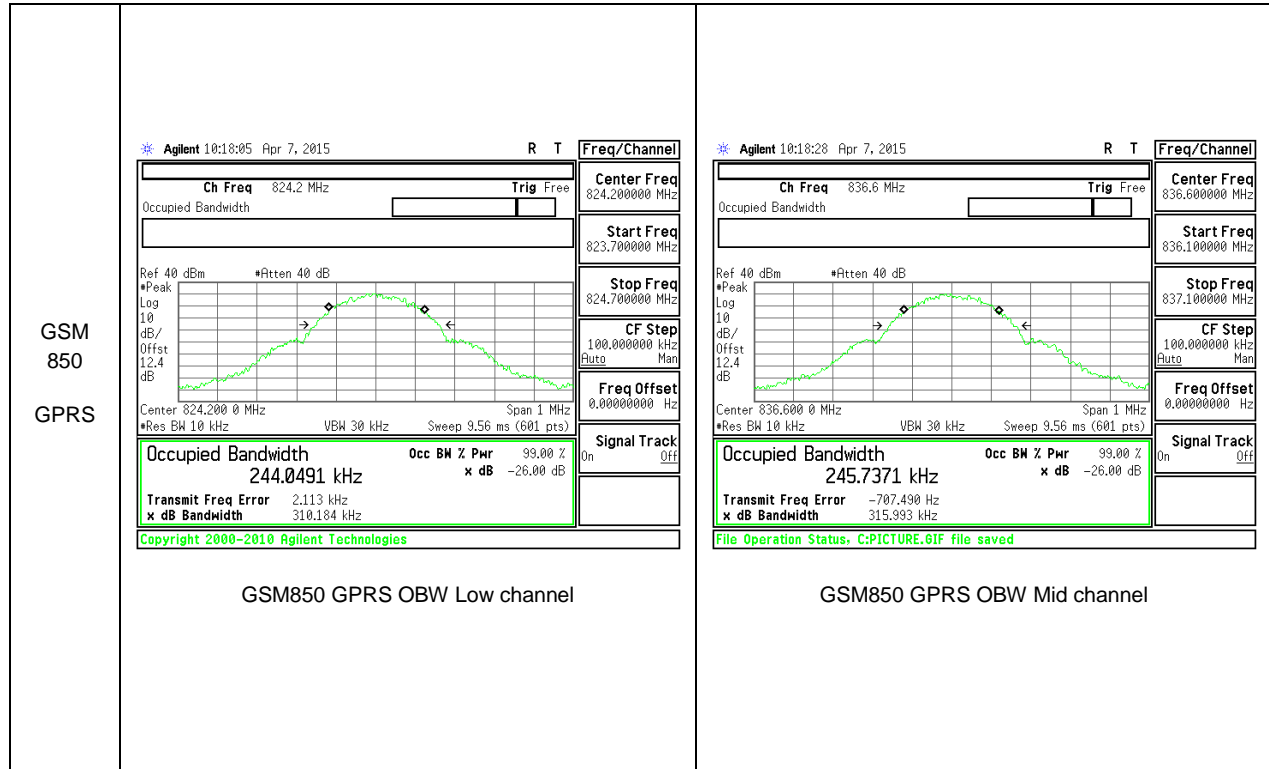 GSM
850
GPRS
Agilent 10:18:05 Apr 7, 2015 R T Freq/Channel
Ch Freq 824.2 MHz Trig Free
Occupied Bandwidth
Center Freq
824.200000 MHz
Start Freq
823.700000 MHz
Stop Freq
824.700000 MHz
CF Step
100.000000 kHz
Auto Man
Freq Offset
0.00000000 Hz
Signal Track
On Off
Ref 40 dBm #Atten 40 dB
#Peak
Log
10
dB/
Offst
12.4
dB
Center 824.200 0 MHz Span 1 MHz
#Res BW 10 kHz VBW 30 kHz Sweep 9.56 ms (601 pts)
Occupied Bandwidth Occ BW % Pwr 99.00 %
244.0491 kHz x dB -26.00 dB
Transmit Freq Error 2.113 kHz
x dB Bandwidth 310.184 kHz
Copyright 2000-2010 Agilent Technologies
GSM850 GPRS OBW Low channel
Agilent 10:18:28 Apr 7, 2015 R T Freq/Channel
Ch Freq 836.6 MHz Trig Free
Occupied Bandwidth
Center Freq
836.600000 MHz
Start Freq
836.100000 MHz
Stop Freq
837.100000 MHz
CF Step
100.000000 kHz
Auto Man
Freq Offset
0.00000000 Hz
Signal Track
On Off
Ref 40 dBm #Atten 40 dB
#Peak
Log
10
dB/
Offst
12.4
dB
Center 836.600 0 MHz Span 1 MHz
#Res BW 10 kHz VBW 30 kHz Sweep 9.56 ms (601 pts)
Occupied Bandwidth Occ BW % Pwr 99.00 %
245.7371 kHz x dB -26.00 dB
Transmit Freq Error -707.490 Hz
x dB Bandwidth 315.993 kHz
File Operation Status, C:PICTURE.GIF file saved
GSM850 GPRS OBW Mid channel